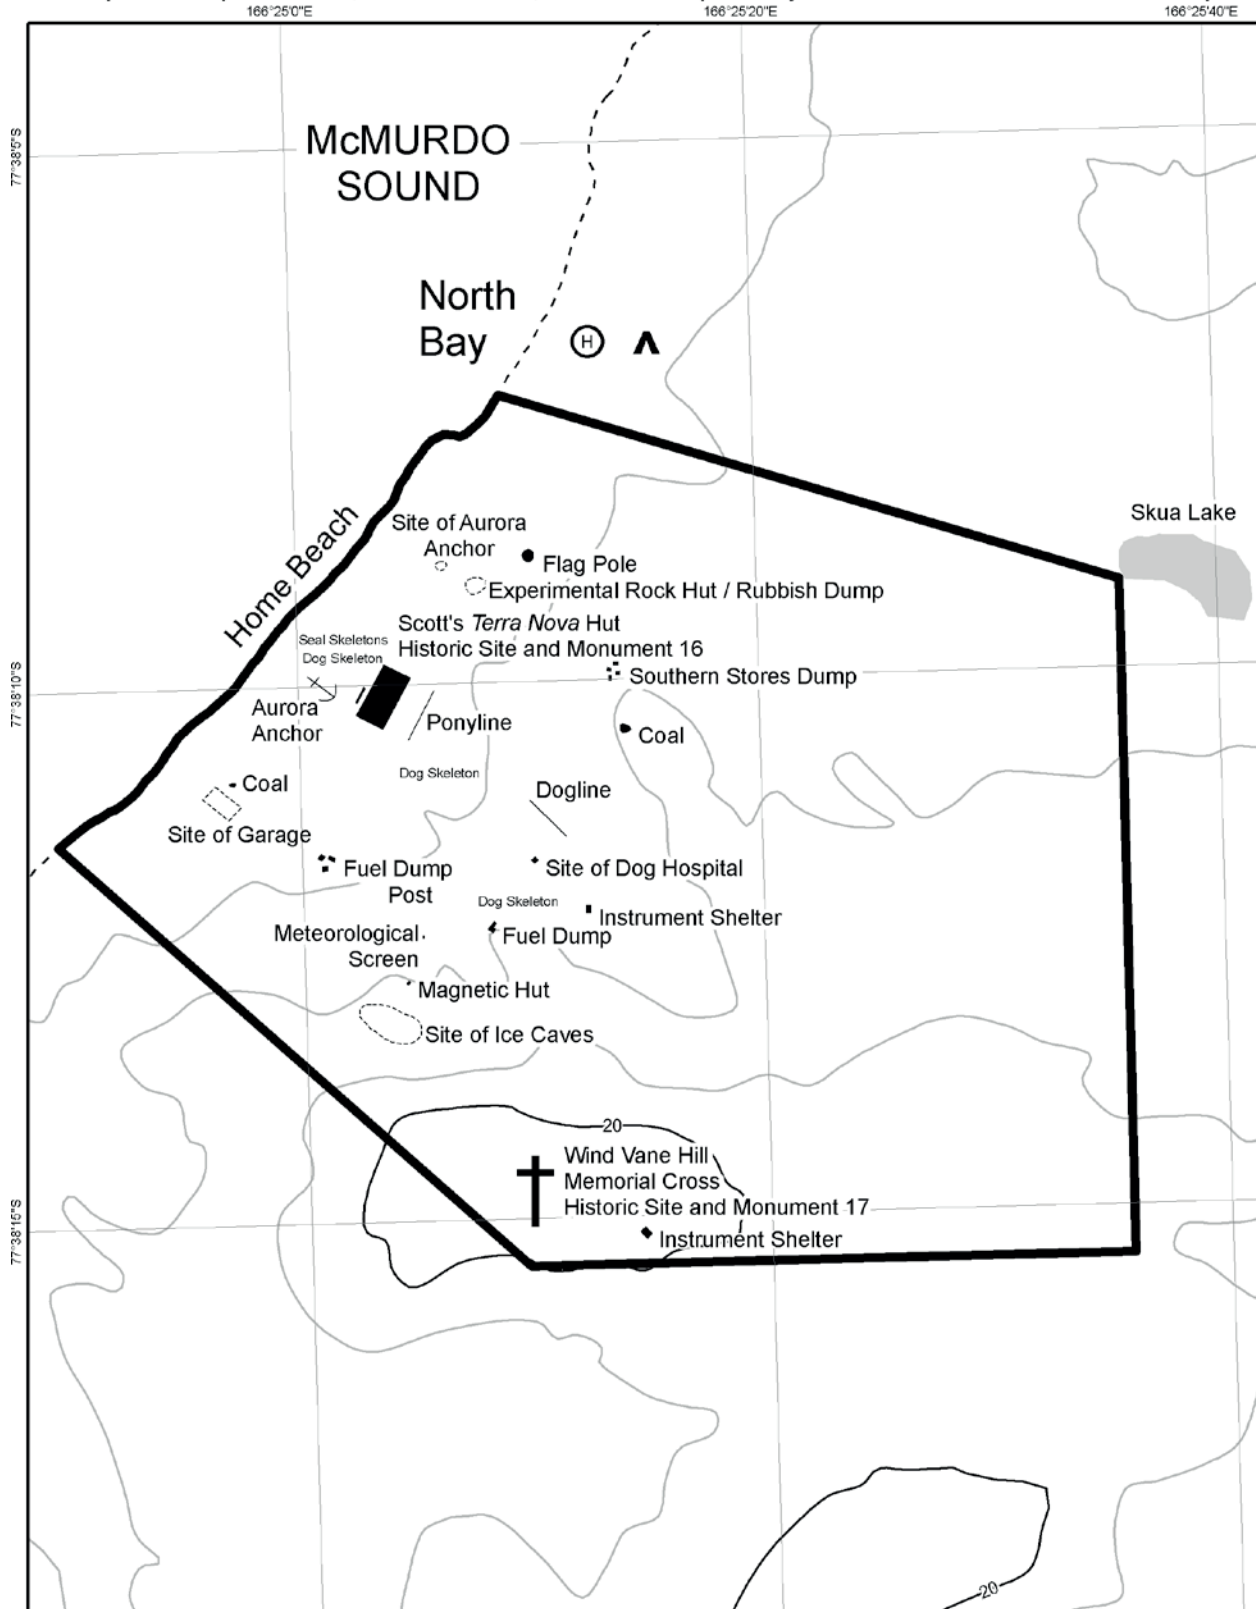 166°25'0"E
166°25'20"E
166°25'40"E
77°38'5"S
McMURDO
SOUND
North
Bay
H
Home Beach
Skua Lake
Site of Aurora
Anchor
Flag Pole
Experimental Rock Hut / Rubbish Dump
Scott's Terra Nova Hut
Historic Site and Monument 16
Seal Skeletons
Dog Skeleton
Southern Stores Dump
77°38'10"S
Aurora
Anchor
Ponyline
Coal
Dog Skeleton
Coal
Dogline
Site of Garage
Fuel Dump
Post
Site of Dog Hospital
Dog Skeleton
Instrument Shelter
Meteorological
Screen
Fuel Dump
Magnetic Hut
Site of Ice Caves
20
Wind Vane Hill
Memorial Cross
Historic Site and Monument 17
77°38'15"S
Instrument Shelter
20